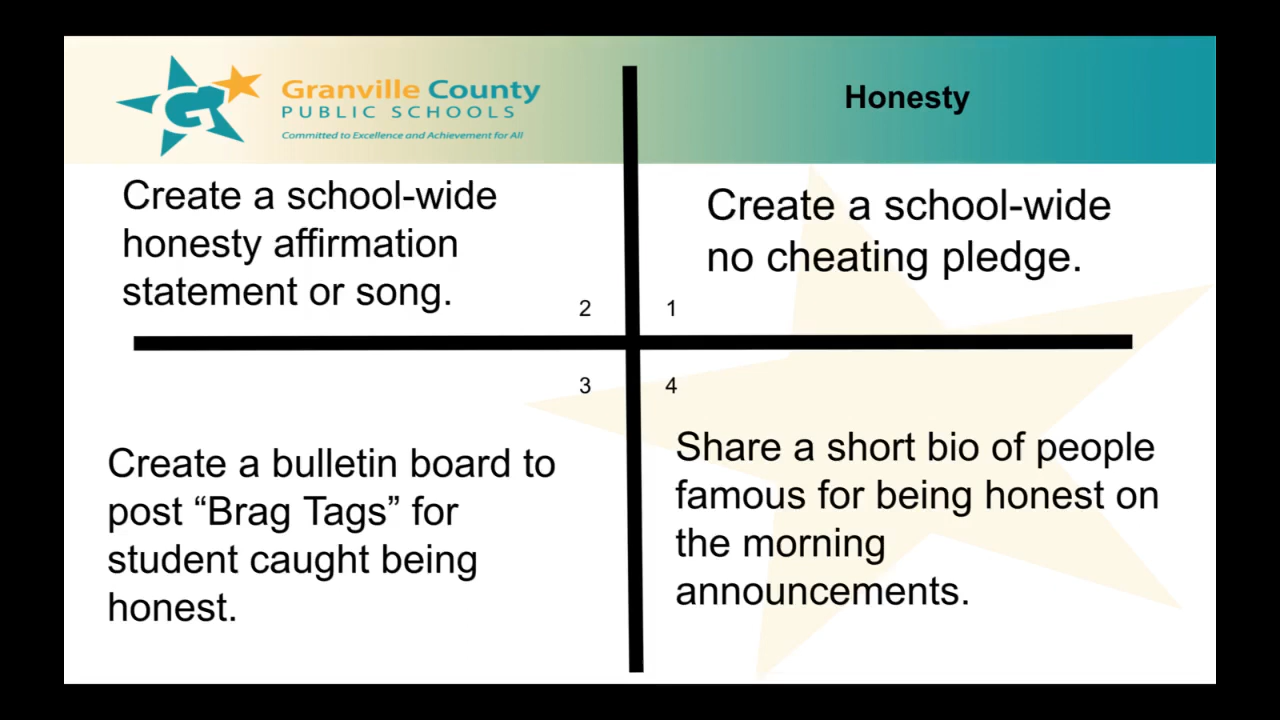 Granville County
PUBLIC SCHOOLS
Committed to Excellence and Achievement for All
Honesty
Create a school-wide
honesty affirmation
statement or song.
2
Create a school-wide
no cheating pledge.
1
3
Create a bulletin board to
post “Brag Tags” for
student caught being
honest.
4
Share a short bio of people
famous for being honest on
the morning
announcements.